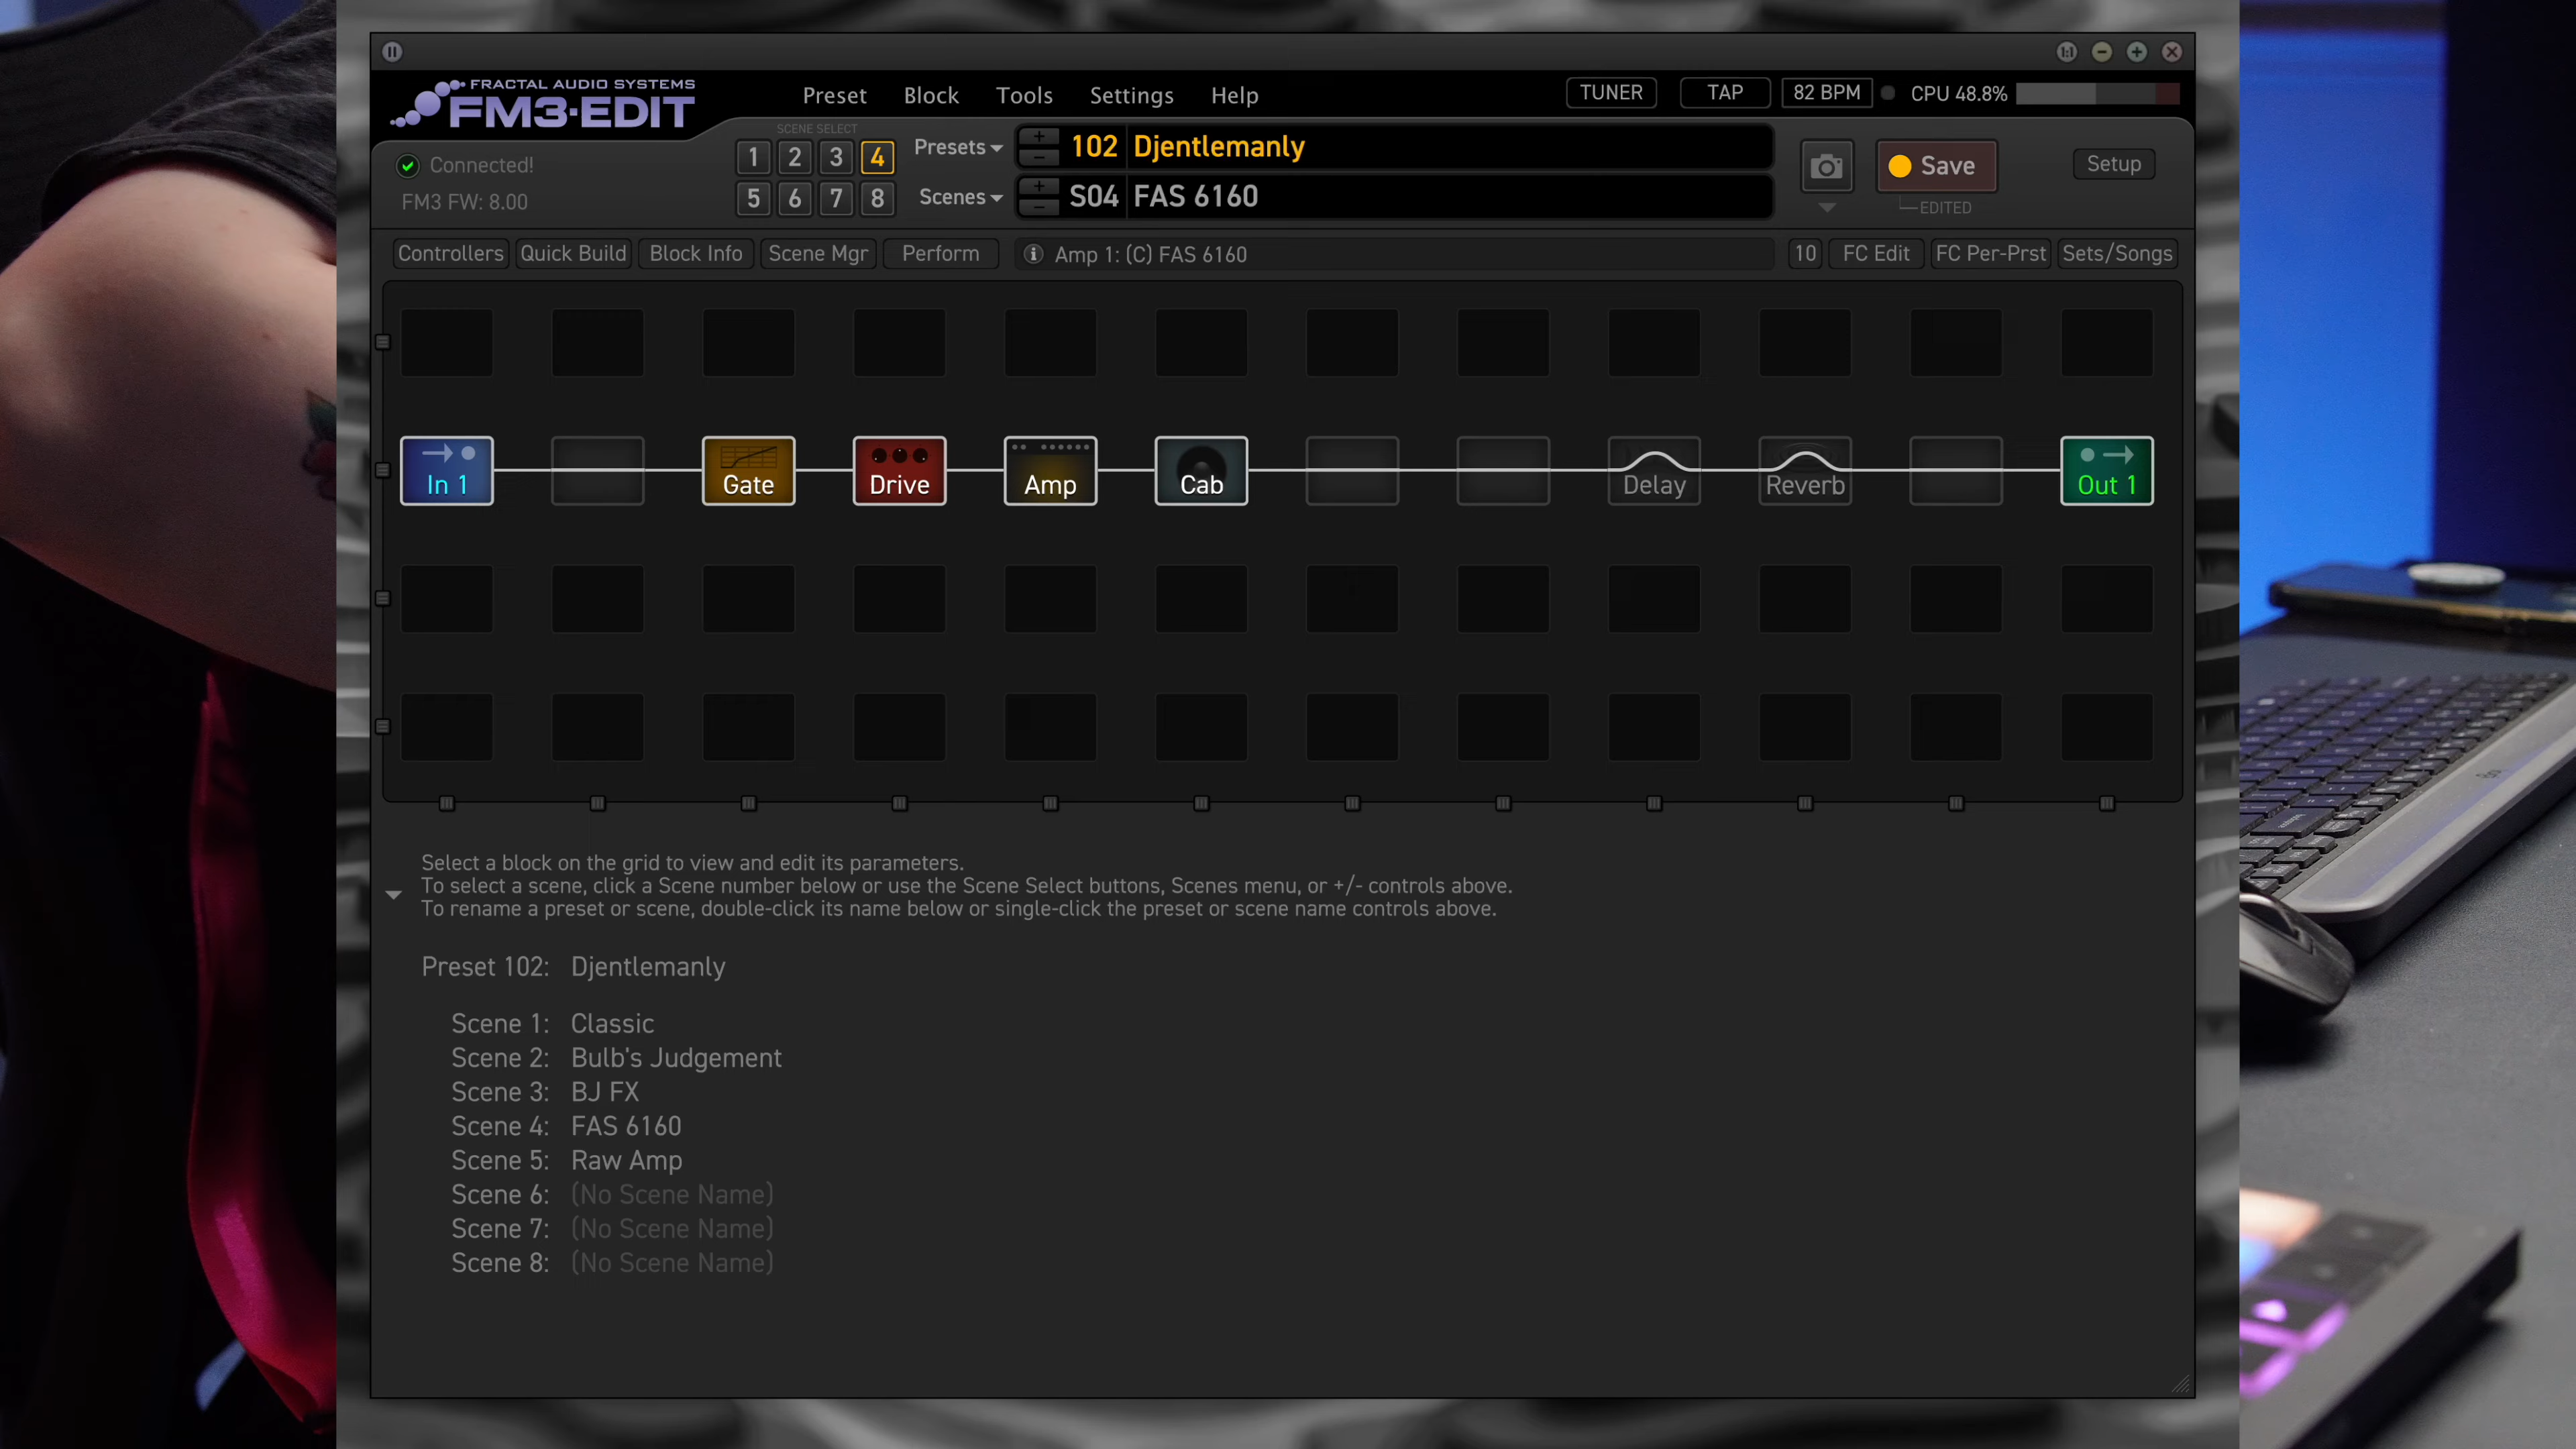 FRACTAL AUDIO SYSTEMS
FM3·EDIT
Preset Block Tools Settings Help
TUNER TAP 82 BPM CPU 48.8%
SCENE SELECT
1 2 3 4
5 6 7 8
Connected!
FM3 FW: 8.00
Presets 102 Djentlemanly
Scenes S04 FAS 6160
Save
EDITED
Setup
Controllers Quick Build Block Info Scene Mgr Perform
Amp 1: (C) FAS 6160
10 FC Edit FC Per-Prst Sets/Songs
In 1 Gate Drive Amp Cab Delay Reverb Out 1
Select a block on the grid to view and edit its parameters.
To select a scene, click a Scene number below or use the Scene Select buttons, Scenes menu, or +/- controls above.
To rename a preset or scene, double-click its name below or single-click the preset or scene name controls above.
Preset 102: Djentlemanly
Scene 1: Classic
Scene 2: Bulb's Judgement
Scene 3: BJ FX
Scene 4: FAS 6160
Scene 5: Raw Amp
Scene 6: (No Scene Name)
Scene 7: (No Scene Name)
Scene 8: (No Scene Name)